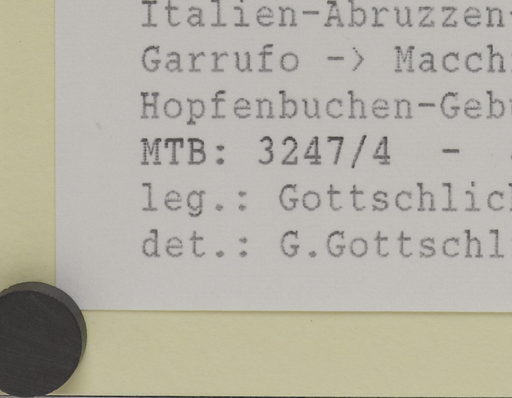 Italien-Abruzzen-
Garrufo -> Macch
Hopfenbuchen-Geb
MTB: 3247/4 -
leg.: Gottschlic
det.: G.Gottschl